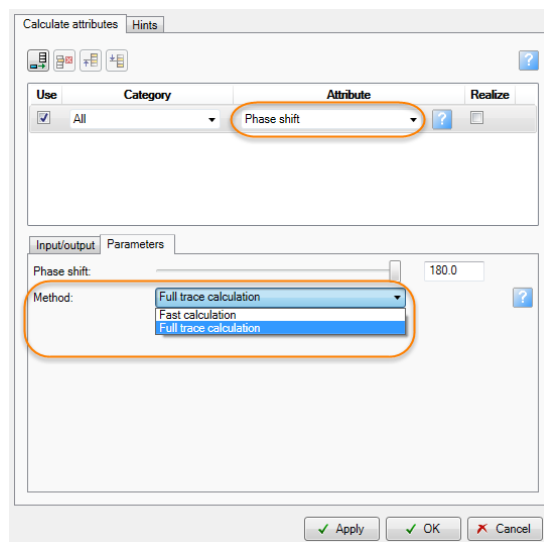 Calculate attributes Hints
?
Use Category Attribute Realize
All Phase shift ?
Input/output Parameters
Phase shift: 180.0
Method: Full trace calculation ?
Fast calculation
Full trace calculation
Apply OK Cancel